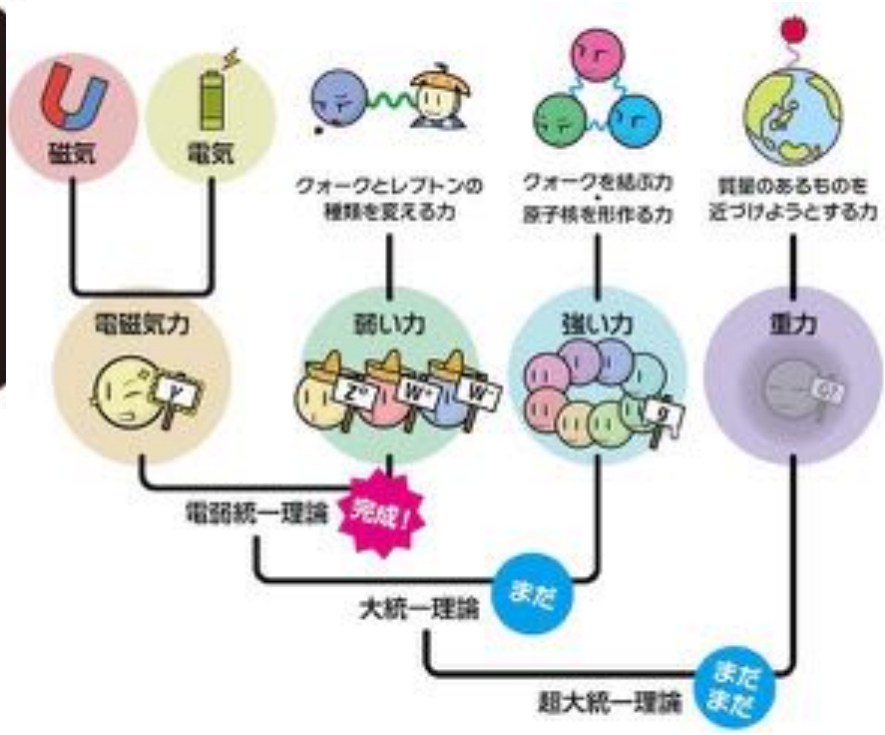 磁気
電気
クォークとレプトンの
種類を変える力
クォークを結ぶ力
・
原子核を形作る力
質量のあるものを
近づけようとする力
電磁気力
γ
弱い力
Z⁰
W⁺
W⁻
強い力
g
重力
G?
電弱統一理論
完成!
大統一理論
まだ
超大統一理論
まだ
まだ